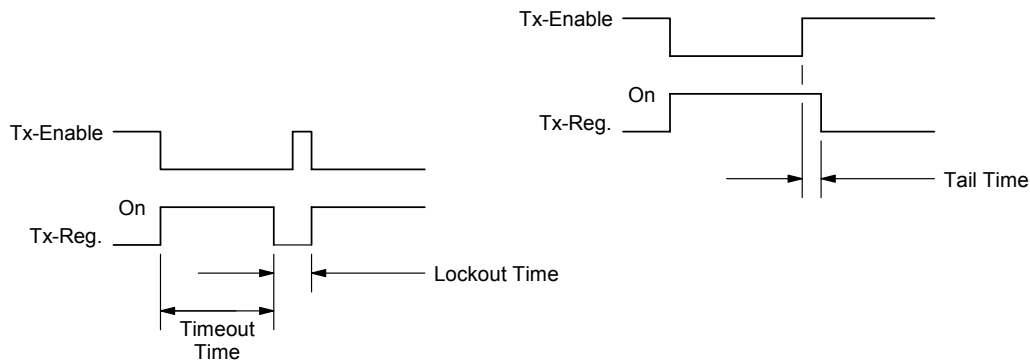 Tx-Enable
On
Tx-Reg.
Lockout Time
Timeout
Time
Tx-Enable
On
Tx-Reg.
Tail Time